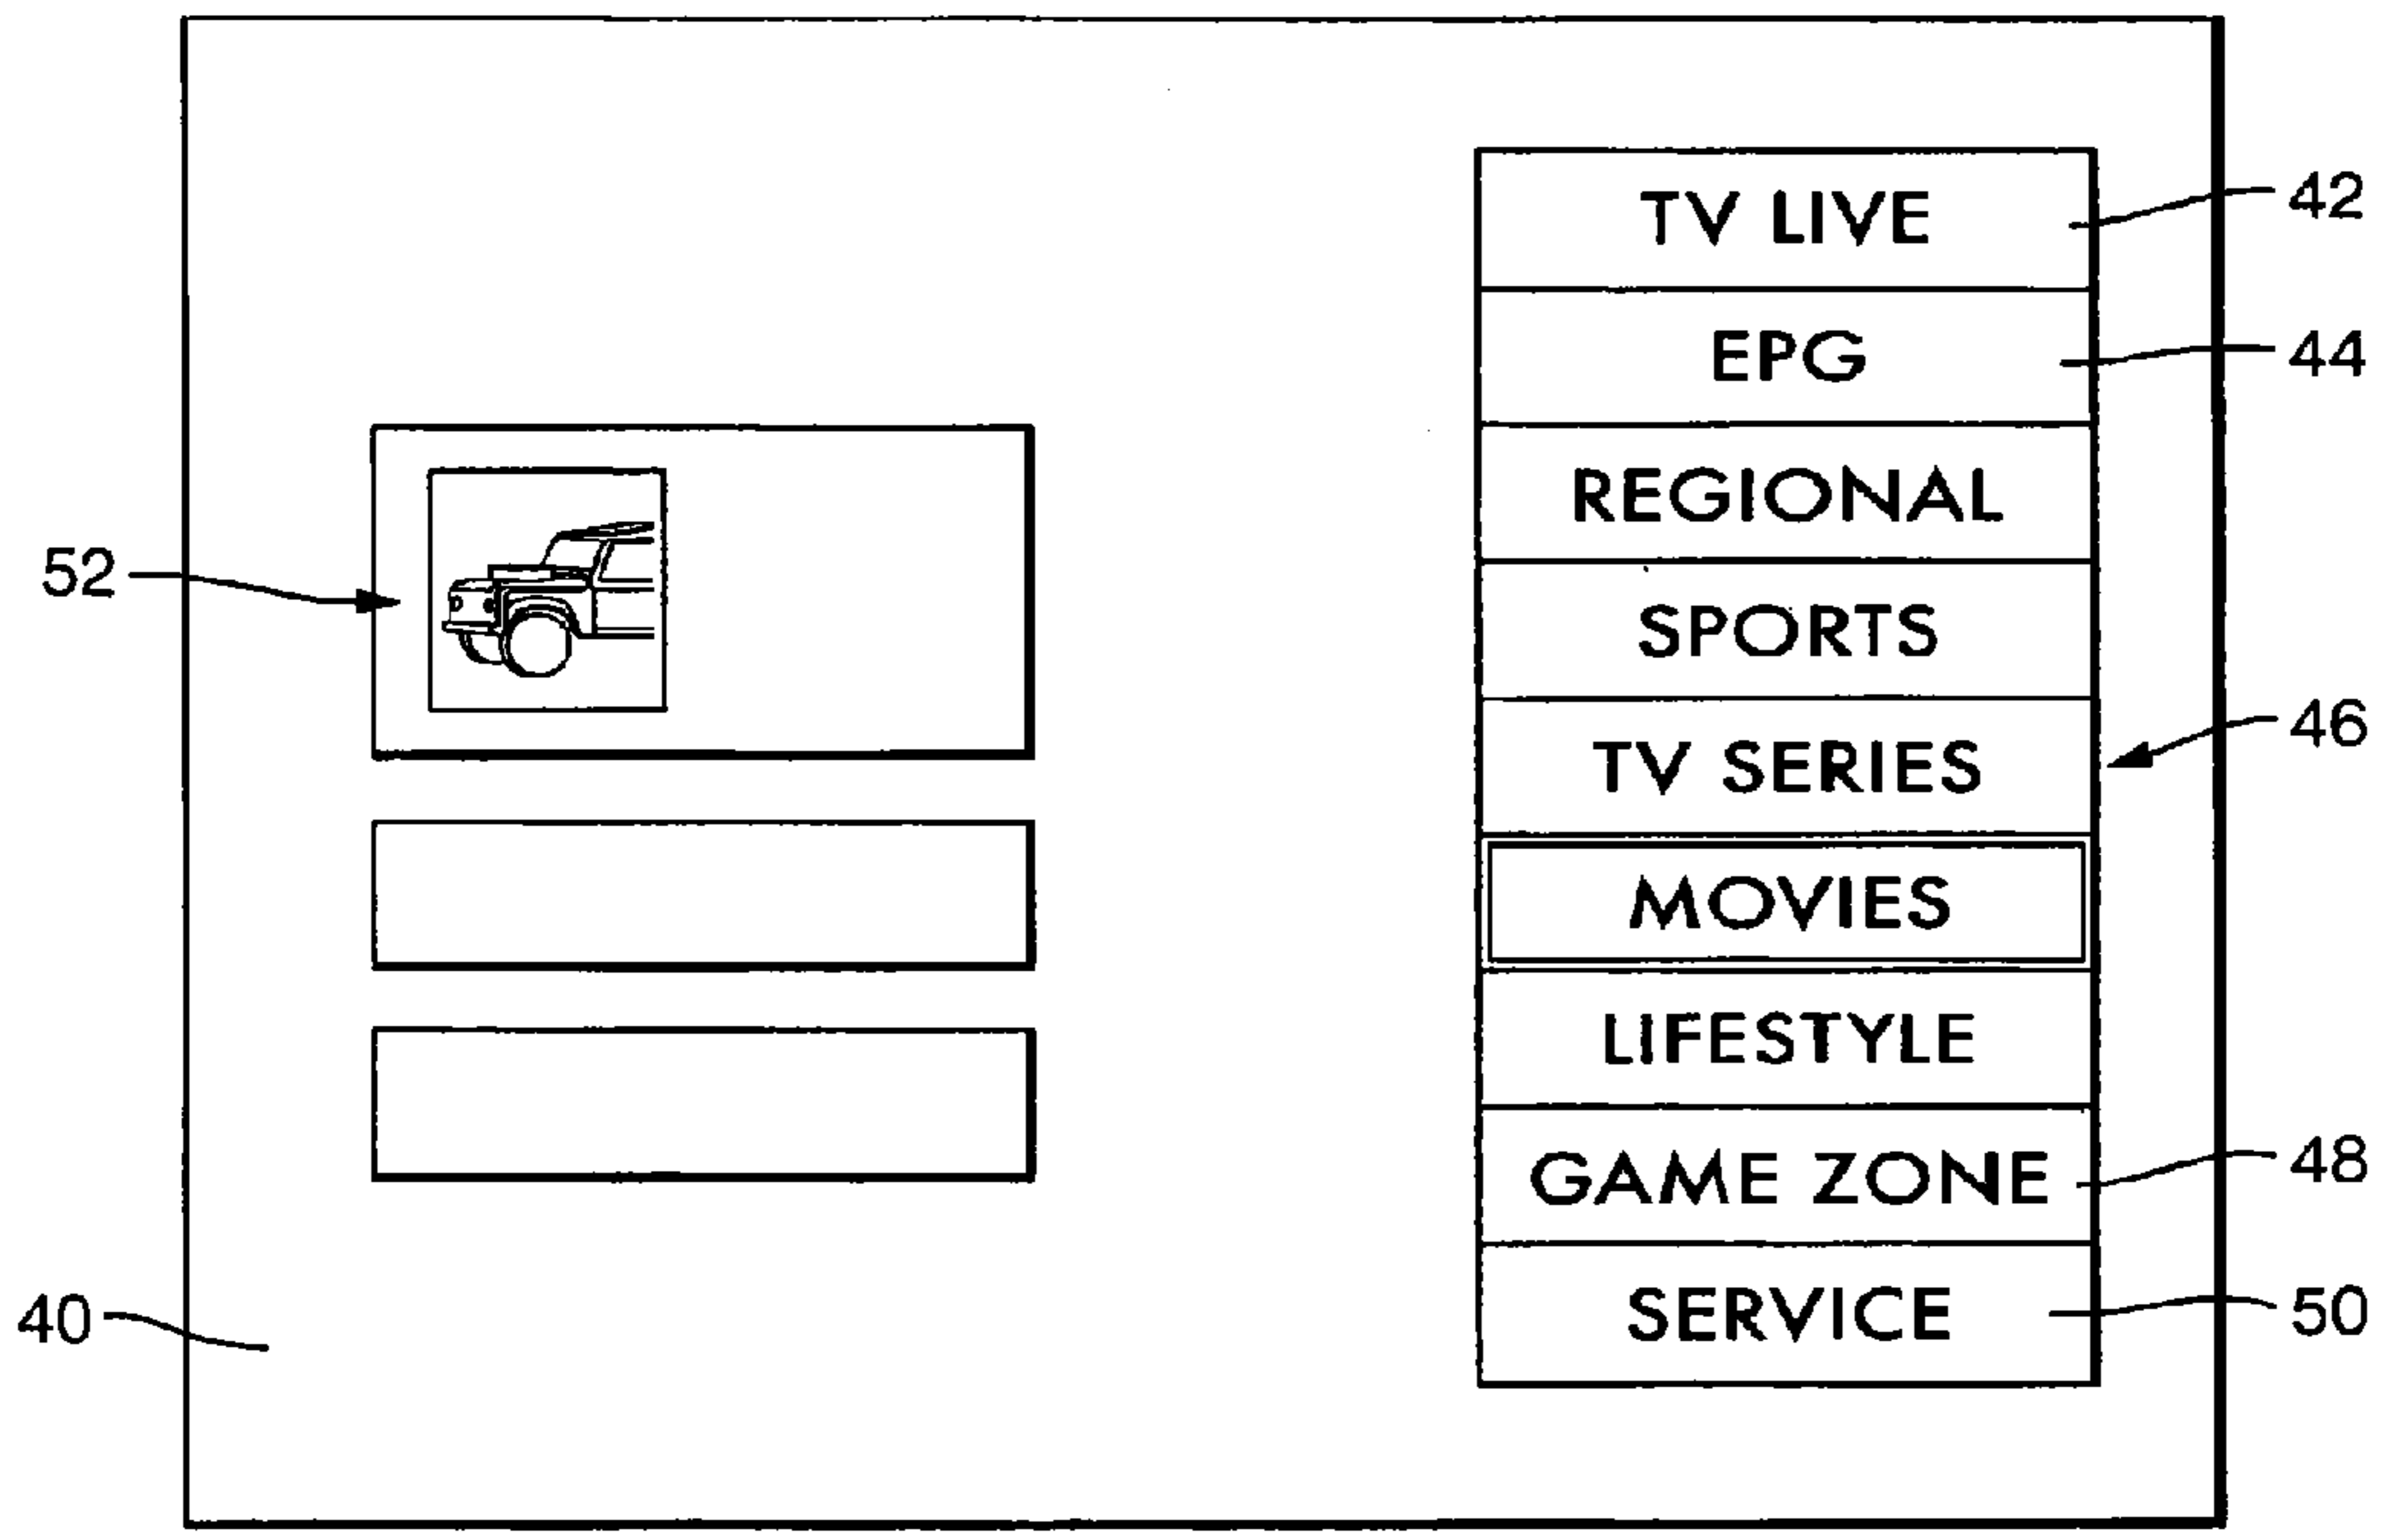 TV LIVE
42
EPG
44
REGIONAL
SPORTS
52
TV SERIES
46
MOVIES
LIFESTYLE
GAME ZONE
48
SERVICE
50
40